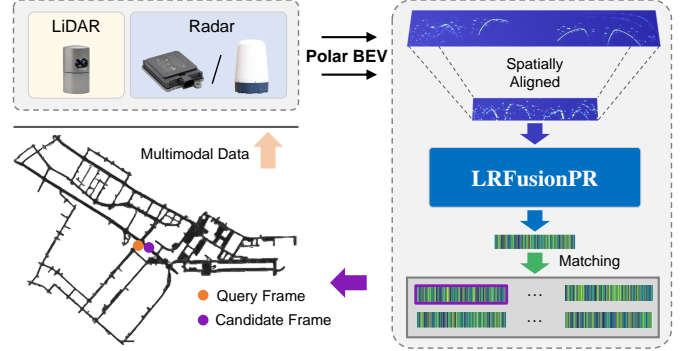 LiDAR
Radar
/
Polar BEV
Spatially
Aligned
Multimodal Data
LRFusionPR
Matching
...
...
Query Frame
Candidate Frame